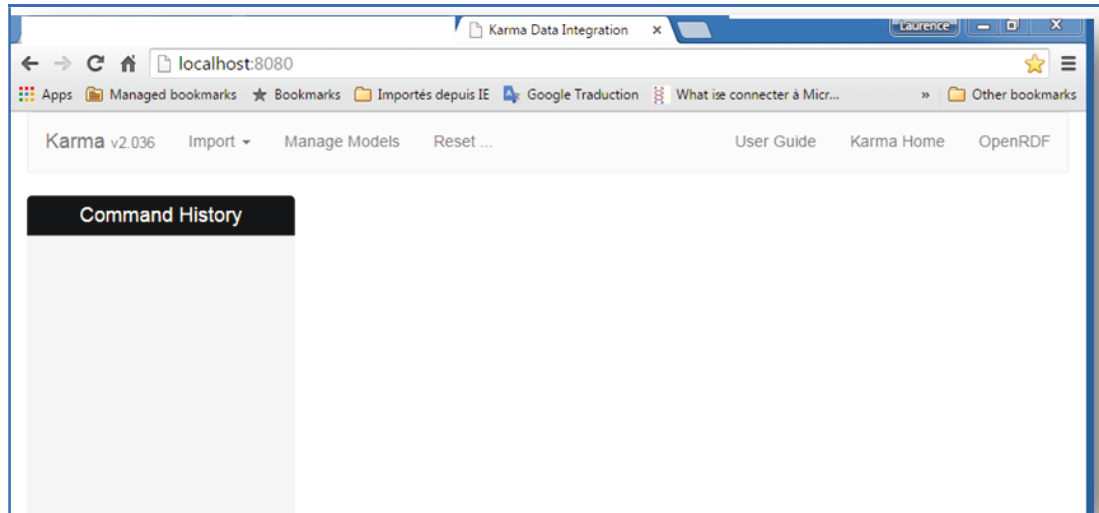 Karma Data Integration × Laurence
localhost:8080
Apps Managed bookmarks Bookmarks Importés depuis IE Google Traduction What ise connecter à Micr... » Other bookmarks
Karma v2.036 Import Manage Models Reset ... User Guide Karma Home OpenRDF
Command History